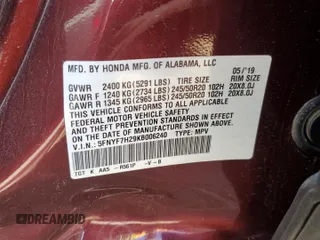 MFD. BY HONDA MFG. OF ALABAMA, LLC 05/'19
GVWR 2400 KG(5291 LBS) TIRE SIZE RIM SIZE
GAWR F 1240 KG(2734 LBS) 245/50R20 102H 20X8.0J
GAWR R 1345 KG(2965 LBS) 245/50R20 102H 20X8.0J
THIS VEHICLE CONFORMS TO ALL APPLICABLE
FEDERAL MOTOR VEHICLE SAFETY STANDARDS
IN EFFECT ON THE DATE OF MANUFACTURE
SHOWN ABOVE.
V.I.N.: 5FNYF7H29KB006240 TYPE: MPV
TGT K AA5 -V-B
DREAMBID